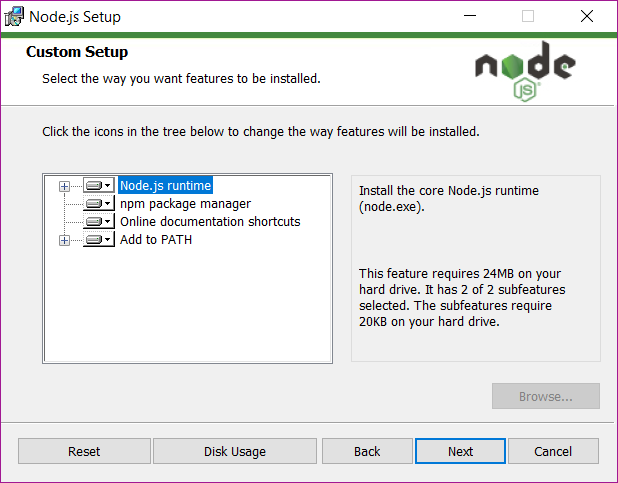 Node.js Setup
Custom Setup
Select the way you want features to be installed.
node
JS
Click the icons in the tree below to change the way features will be installed.
Node.js runtime
npm package manager
Online documentation shortcuts
Add to PATH
Install the core Node.js runtime
(node.exe).
This feature requires 24MB on your
hard drive. It has 2 of 2 subfeatures
selected. The subfeatures require
20KB on your hard drive.
Browse...
Reset
Disk Usage
Back
Next
Cancel